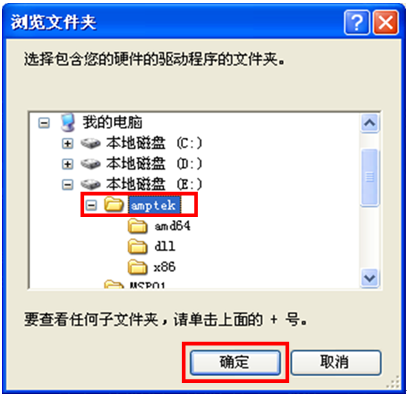 浏览文件夹
选择包含您的硬件的驱动程序的文件夹。
我的电脑
本地磁盘 (C:)
本地磁盘 (D:)
本地磁盘 (E:)
amptek
amd64
dll
x86
要查看任何子文件夹，请单击上面的 + 号。
确定 取消